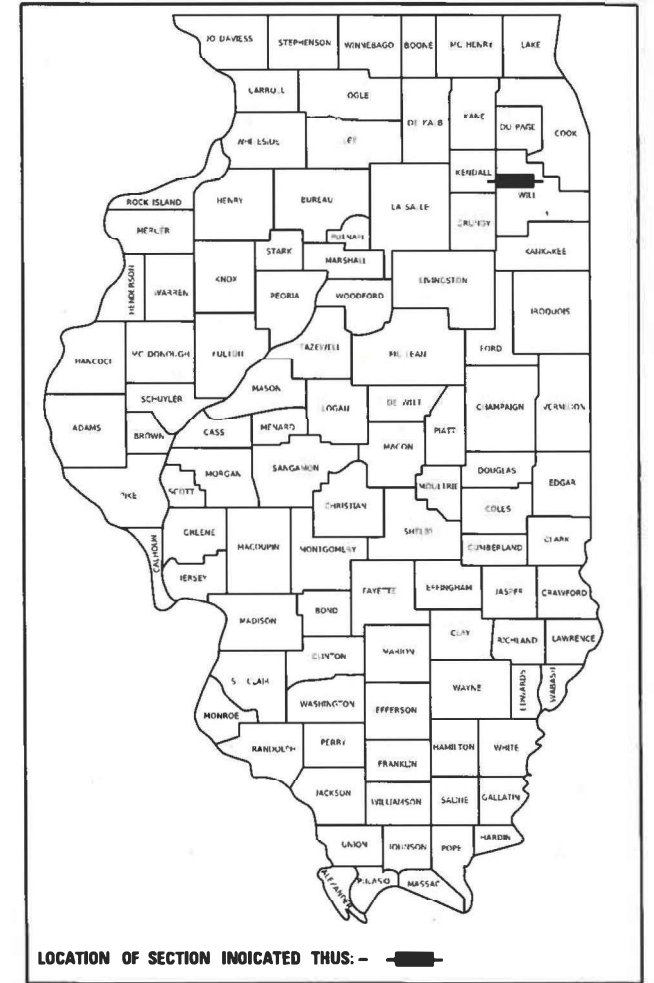 JO DAVIESS STEPHENSON WINNEBAGO BOONE MC HENRY LAKE
CARROLL OGLE DE KALB KANE DU PAGE COOK
WHITESIDE LEE
KENDALL WILL
ROCK ISLAND HENRY BUREAU LA SALLE GRUNDY
MERCER STARK PUTNAM MARSHALL KANKAKEE
HENDERSON WARREN KNOX PEORIA WOODFORD LIVINGSTON IROQUOIS
HANCOCK MC DONOUGH FULTON TAZEWELL MC LEAN FORD
SCHUYLER MASON LOGAN DE WITT CHAMPAIGN VERMILION
ADAMS BROWN CASS MENARD MACON PIATT
PIKE SCOTT MORGAN SANGAMON MOULTRIE DOUGLAS EDGAR
CHRISTIAN COLES
CALHOUN GREENE MACOUPIN MONTGOMERY SHELBY CUMBERLAND CLARK
JERSEY FAYETTE EFFINGHAM JASPER CRAWFORD
MADISON BOND CLAY RICHLAND LAWRENCE
CLINTON MARION
ST CLAIR WAYNE EDWARDS WABASH
MONROE WASHINGTON EFFERSON
RANDOLPH PERRY HAMILTON WHITE
FRANKLIN
JACKSON WILLIAMSON SALINE GALLATIN
UNION JOHNSON POPE HARDIN
ALEXANDER PULASKI MASSAC
LOCATION OF SECTION INOICATED THUS: -